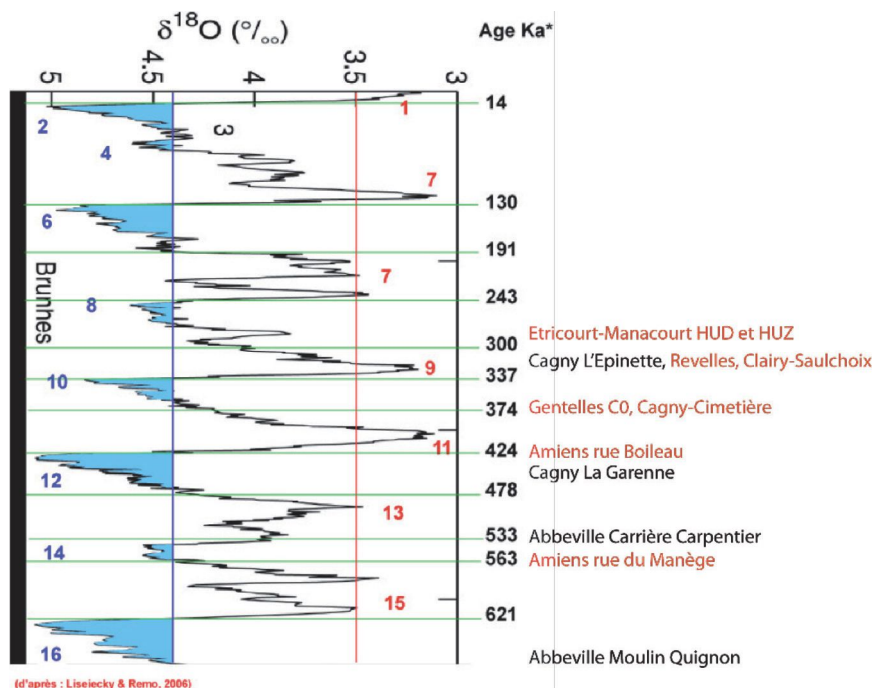 δ¹⁸O (°/₀₀) Age Ka*
5 4.5 4 3.5 3
14
1
2
3
4
7
130
6
191
7
243
8
Brunhes
Etricourt-Manacourt HUD et HUZ
300
Cagny L'Epinette, Revelles, Clairy-Saulchoix
9
337
10
374
Gentelles C0, Cagny-Cimetière
11
424
Amiens rue Boileau
12
Cagny La Garenne
478
13
533
Abbeville Carrière Carpentier
14
563
Amiens rue du Manège
15
621
16
Abbeville Moulin Quignon
(d'après : Liseiecky & Remo, 2006)